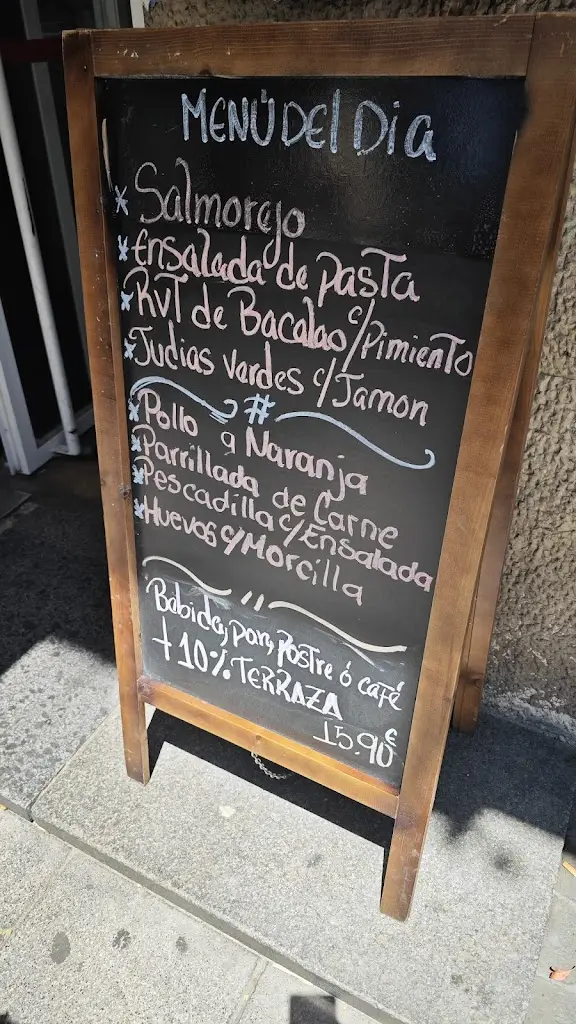 MENÚ DEl Dia
* Salmorejo
* Ensalada de pasta
* RVT de Bacalao c/Pimiento
* Judias verdes c/Jamon
#
* Pollo a Naranja
* Parrillada de Carne
* Pescadilla c/Ensalada
* Huevos c/Morcilla
Bebida, pan, Postre ó café
+10% TERRAZA
15.90€